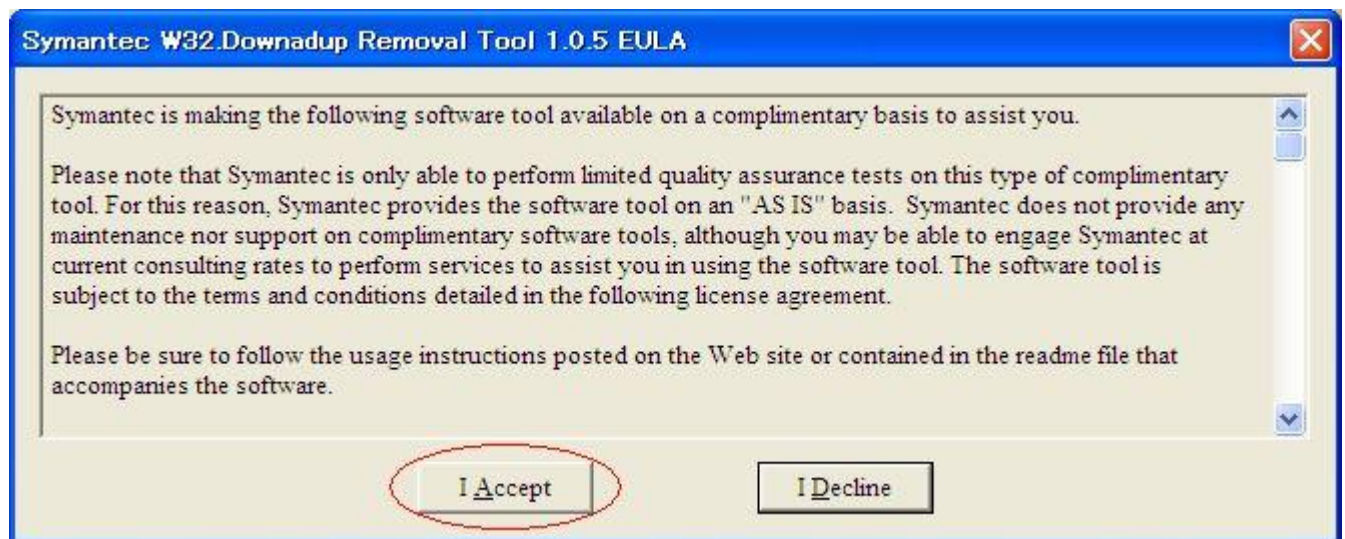 Symantec W32.Downadup Removal Tool 1.0.5 EULA
Symantec is making the following software tool available on a complimentary basis to assist you.
Please note that Symantec is only able to perform limited quality assurance tests on this type of complimentary
tool. For this reason, Symantec provides the software tool on an "AS IS" basis.  Symantec does not provide any
maintenance nor support on complimentary software tools, although you may be able to engage Symantec at
current consulting rates to perform services to assist you in using the software tool. The software tool is
subject to the terms and conditions detailed in the following license agreement.
Please be sure to follow the usage instructions posted on the Web site or contained in the readme file that
accompanies the software.
I Accept
I Decline